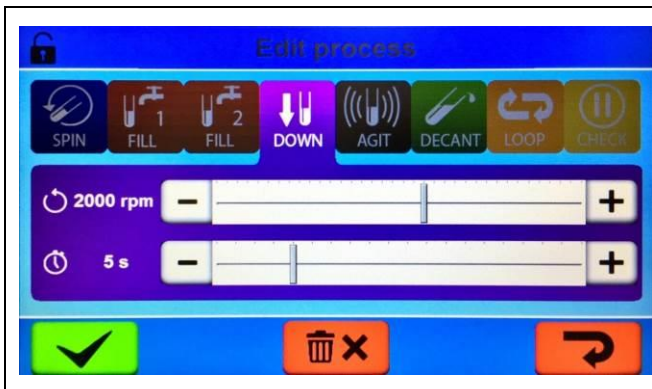 Edit process
SPIN
1
FILL
2
FILL
DOWN
AGIT
DECANT
LOOP
CHECK
2000 rpm
5 s